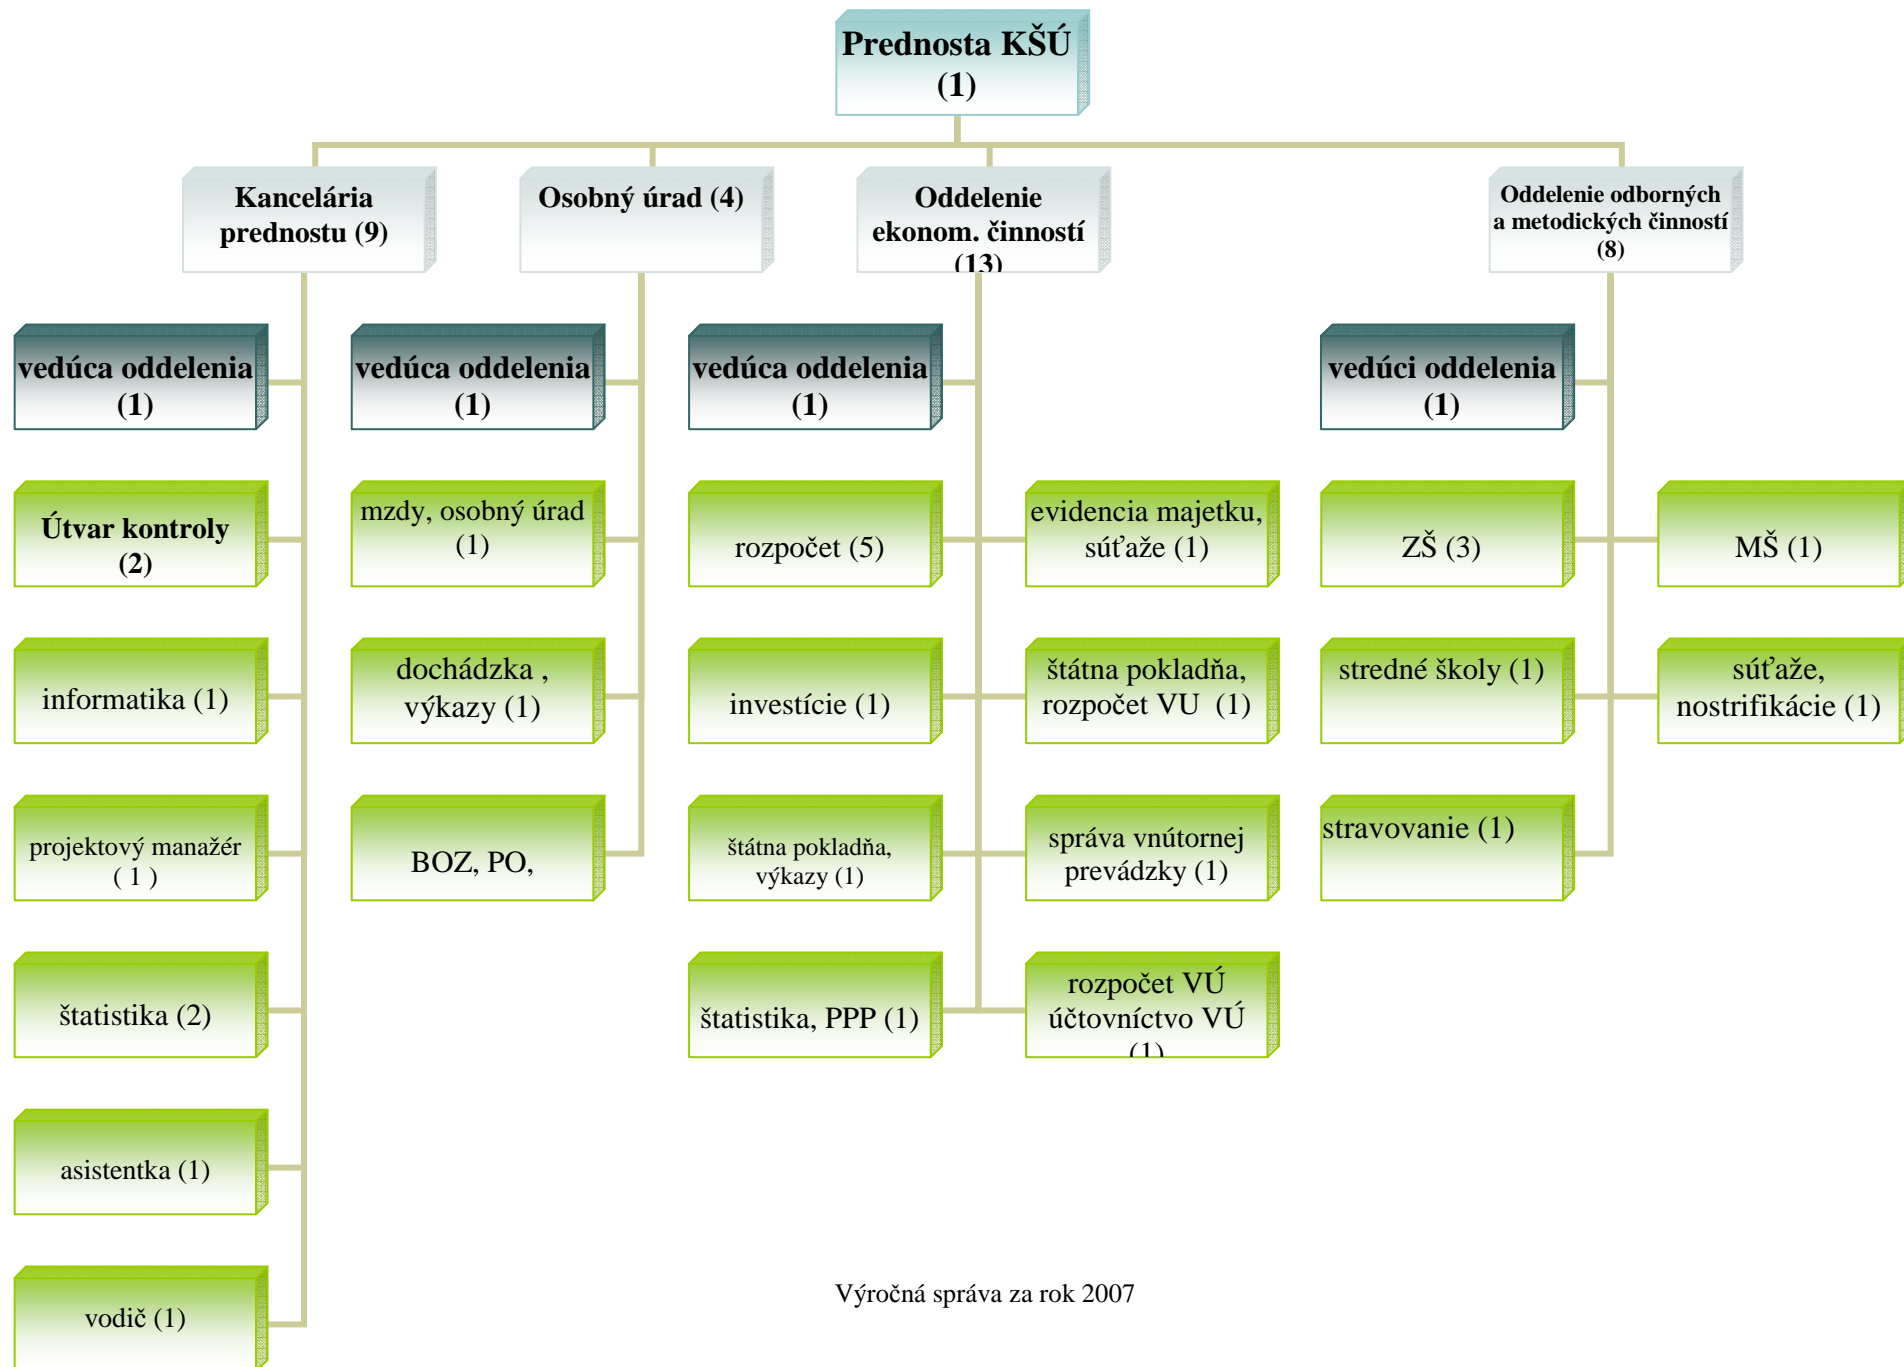 Prednosta KŠÚ
(1)
Kancelária
prednostu (9)
Osobný úrad (4)
Oddelenie
ekonom. činností
(13)
Oddelenie odborných
a metodických činností
(8)
vedúca oddelenia
(1)
vedúca oddelenia
(1)
vedúca oddelenia
(1)
vedúci oddelenia
(1)
Útvar kontroly
(2)
mzdy, osobný úrad
(1)
rozpočet (5)
evidencia majetku,
súťaže (1)
ZŠ (3)
MŠ (1)
informatika (1)
dochádzka ,
výkazy (1)
investície (1)
štátna pokladňa,
rozpočet VU  (1)
stredné školy (1)
súťaže,
nostrifikácie (1)
projektový manažér
( 1 )
BOZ, PO,
štátna pokladňa,
výkazy (1)
správa vnútornej
prevádzky (1)
stravovanie (1)
štatistika (2)
štatistika, PPP (1)
rozpočet VÚ
účtovníctvo VÚ
(1)
asistentka (1)
vodič (1)
Výročná správa za rok 2007